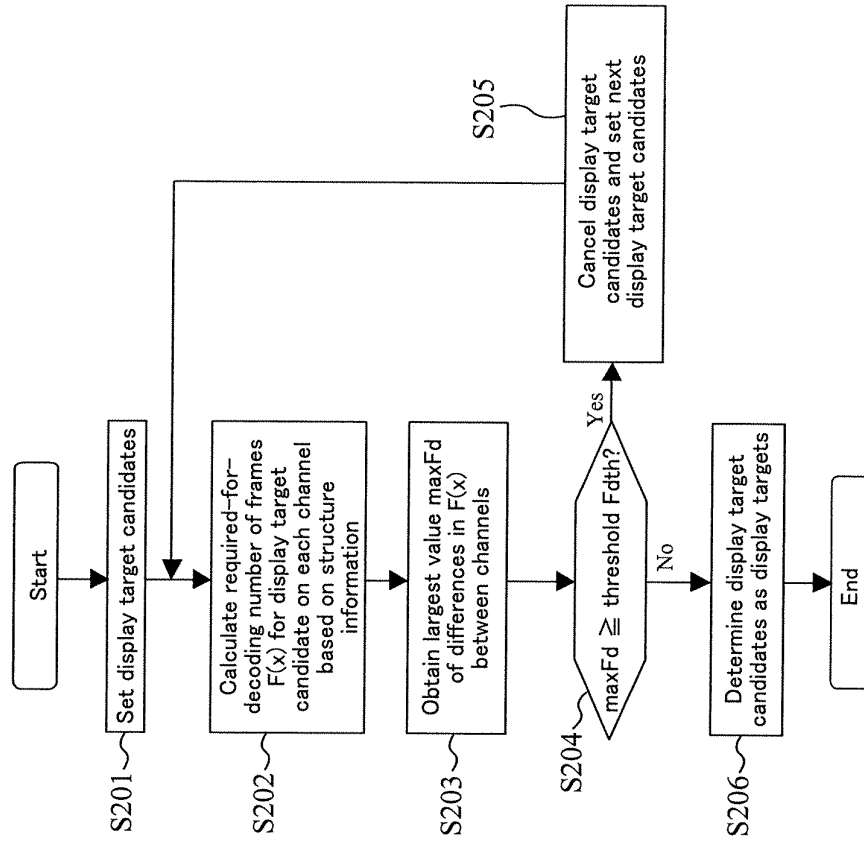 Start
S201
Set display target candidates
S202
Calculate required-for-
decoding number of frames
F(x) for display target
candidate on each channel
based on structure
information
S203
Obtain largest value maxFd
of differences in F(x)
between channels
S204
maxFd ≧ threshold Fdth?
Yes
No
S205
Cancel display target
candidates and set next
display target candidates
S206
Determine display target
candidates as display targets
End